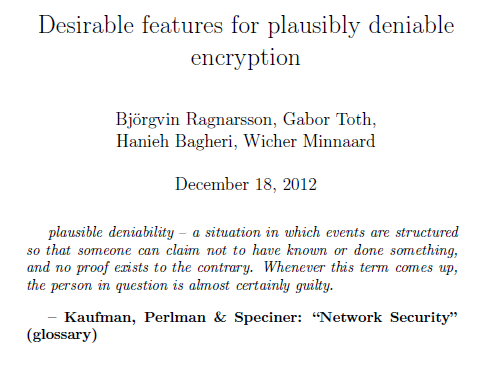 Desirable features for plausibly deniable
encryption
Björgvin Ragnarsson, Gabor Toth,
Hanieh Bagheri, Wicher Minnaard
December 18, 2012
plausible deniability – a situation in which events are structured
so that someone can claim not to have known or done something,
and no proof exists to the contrary. Whenever this term comes up,
the person in question is almost certainly guilty.
– Kaufman, Perlman & Speciner: “Network Security”
(glossary)